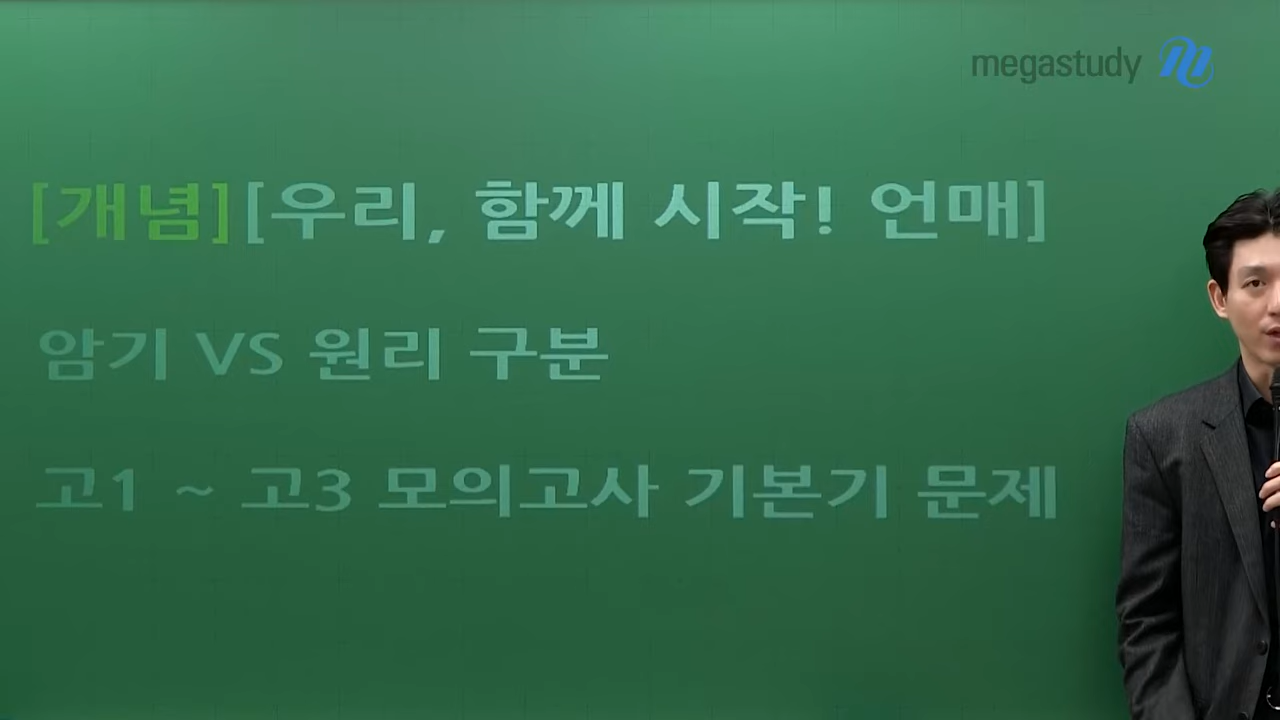 megastudy
[개념][우리, 함께 시작! 언매]
암기 VS 원리 구분
고1 ~ 고3 모의고사 기본기 문제